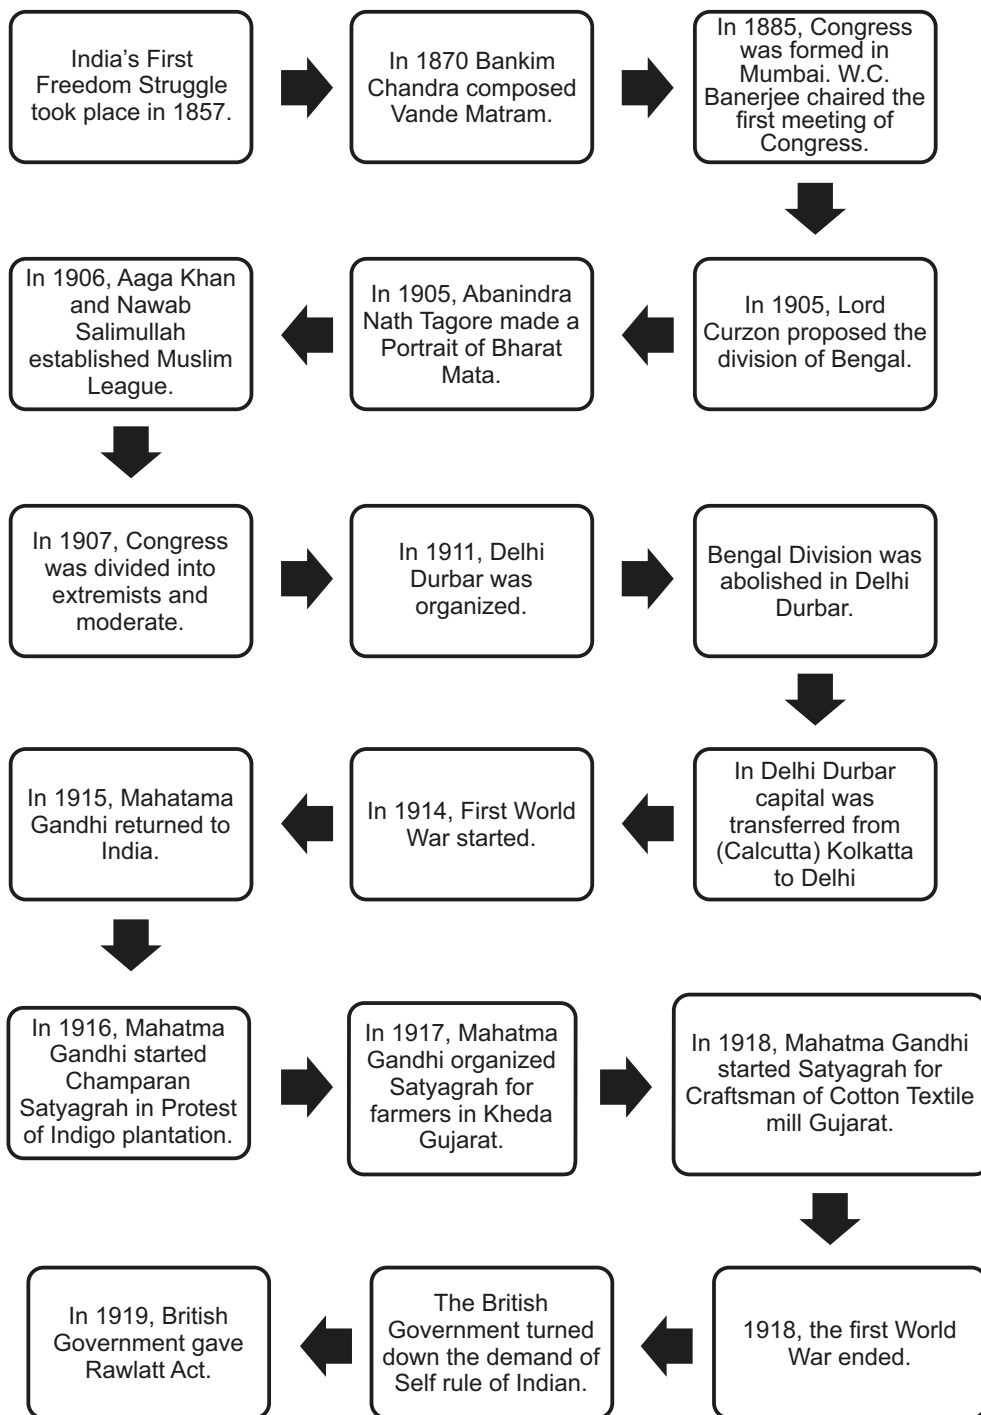 India's First
Freedom Struggle
took place in 1857.
In 1870 Bankim
Chandra composed
Vande Matram.
In 1885, Congress
was formed in
Mumbai. W.C.
Banerjee chaired the
first meeting of
Congress.
In 1905, Lord
Curzon proposed the
division of Bengal.
In 1905, Abanindra
Nath Tagore made a
Portrait of Bharat
Mata.
In 1906, Aaga Khan
and Nawab
Salimullah
established Muslim
League.
In 1907, Congress
was divided into
extremists and
moderate.
In 1911, Delhi
Durbar was
organized.
Bengal Division was
abolished in Delhi
Durbar.
In Delhi Durbar
capital was
transferred from
(Calcutta) Kolkatta
to Delhi
In 1914, First World
War started.
In 1915, Mahatama
Gandhi returned to
India.
In 1916, Mahatma
Gandhi started
Champaran
Satyagrah in Protest
of Indigo plantation.
In 1917, Mahatma
Gandhi organized
Satyagrah for
farmers in Kheda
Gujarat.
In 1918, Mahatma Gandhi
started Satyagrah for
Craftsman of Cotton Textile
mill Gujarat.
1918, the first World
War ended.
The British
Government turned
down the demand of
Self rule of Indian.
In 1919, British
Government gave
Rawlatt Act.